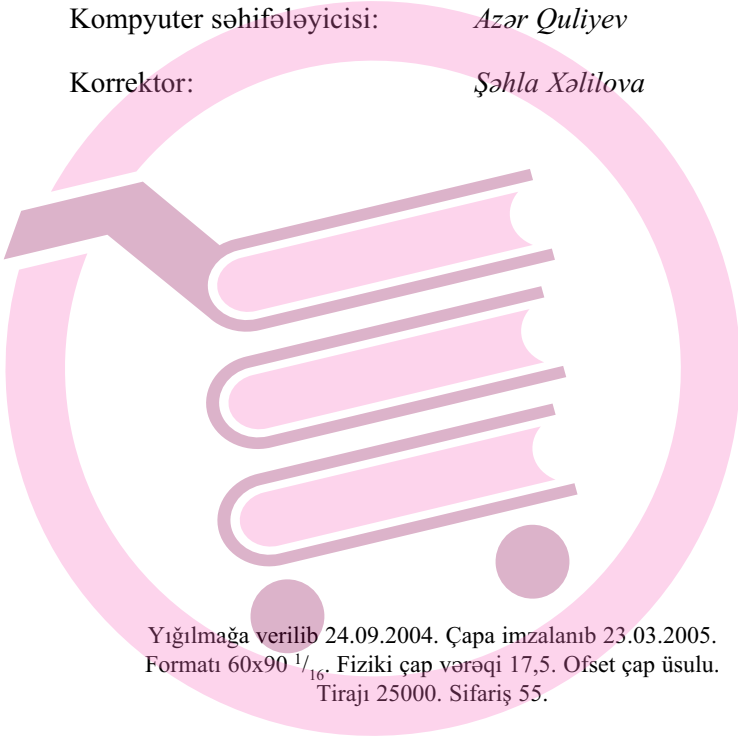 Kompyuter səhifələyicisi: Azər Quliyev
Korrektor: Şəhla Xəlilova
Yığılmağa verilib 24.09.2004. Çapa imzalanıb 23.03.2005.
Formatı 60x90 1/16. Fiziki çap vərəqi 17,5. Ofset çap üsulu.
Tirajı 25000. Sifariş 55.